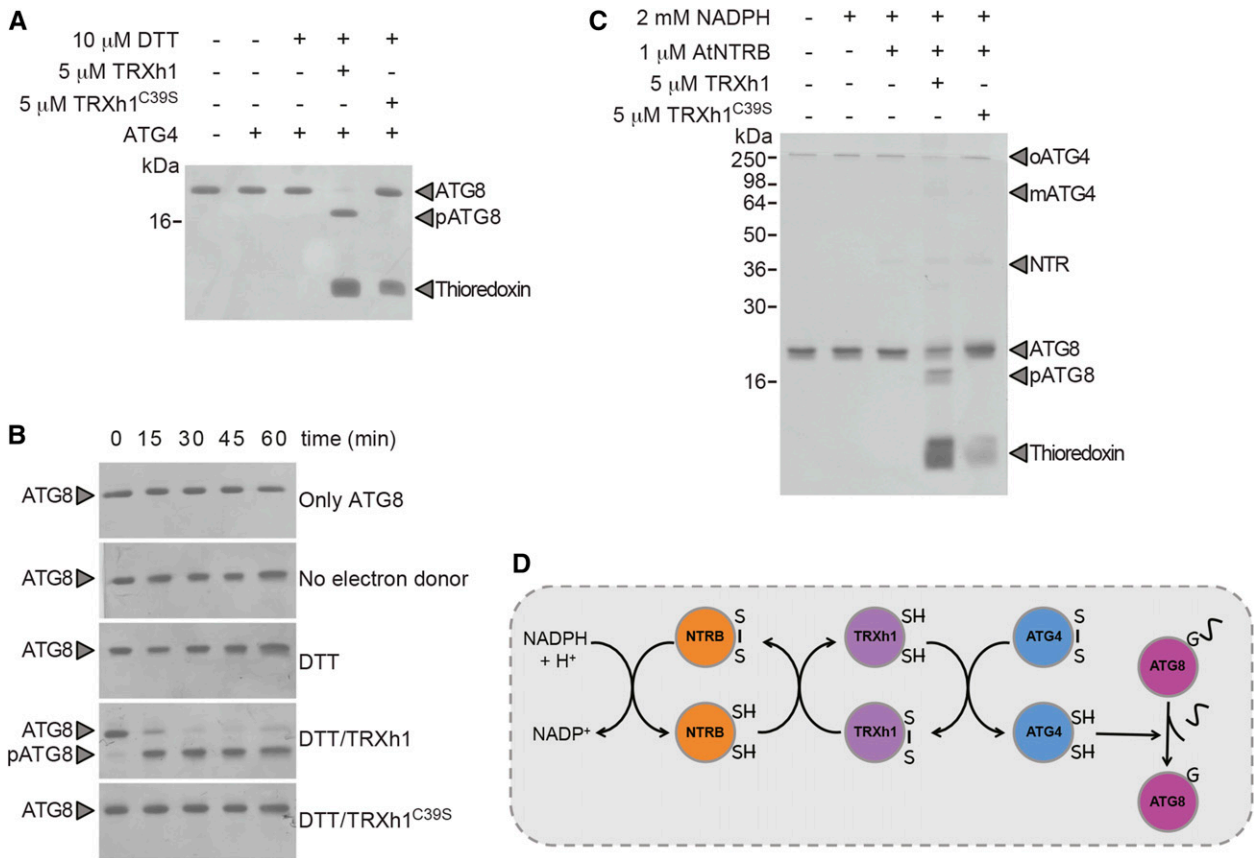 A
10 µM DTT - - + + +
5 µM TRXh1 - - - + -
5 µM TRXh1C39S - - - - +
ATG4 - + + + +
kDa
16-
ATG8
pATG8
Thioredoxin
B
0 15 30 45 60 time (min)
ATG8 Only ATG8
ATG8 No electron donor
ATG8 DTT
ATG8
pATG8
DTT/TRXh1
ATG8 DTT/TRXh1C39S
C
2 mM NADPH - + + + +
1 µM AtNTRB - - + + +
5 µM TRXh1 - - - + -
5 µM TRXh1C39S - - - - +
kDa
250-
98-
64-
50-
36-
30-
16-
oATG4
mATG4
NTR
ATG8
pATG8
Thioredoxin
D
NADPH
+ H+
NADP+
NTRB S
S
NTRB SH
SH
TRXh1 SH
SH
TRXh1 S
S
ATG4 S
S
ATG4 SH
SH
ATG8 G
ATG8 G